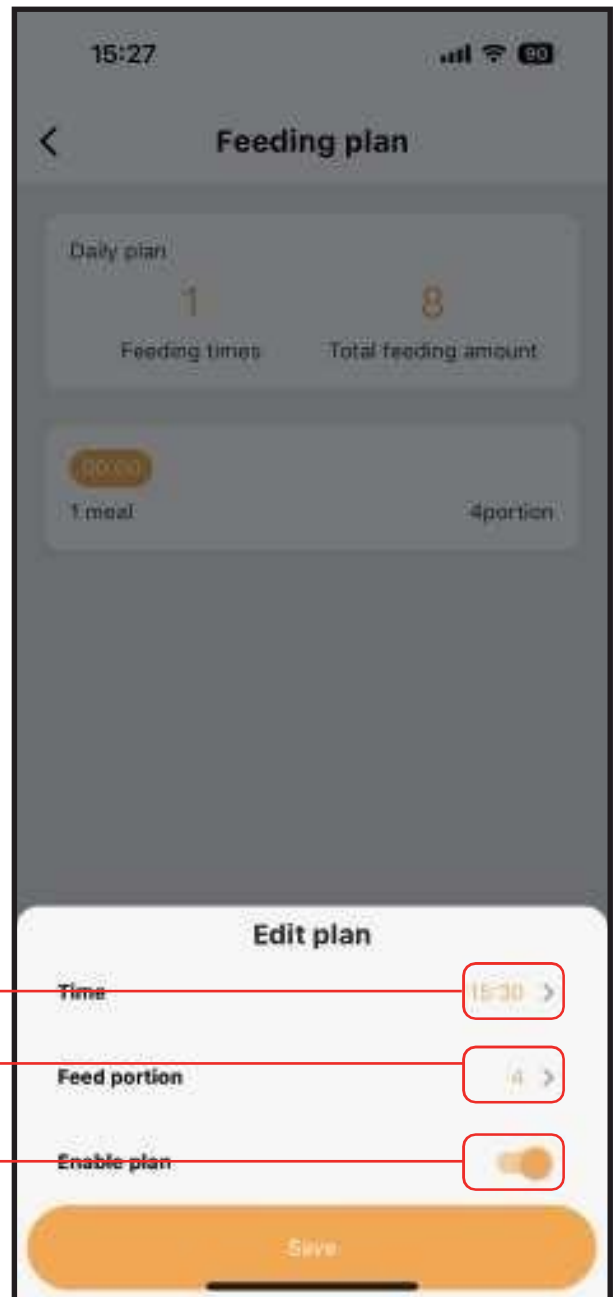 15:27 90
Feeding plan
Daily plan
1 8
Feeding times Total feeding amount
00:00
1 meal 4portion
Edit plan
Time 15:30
Feed portion 4
Enable plan
Save